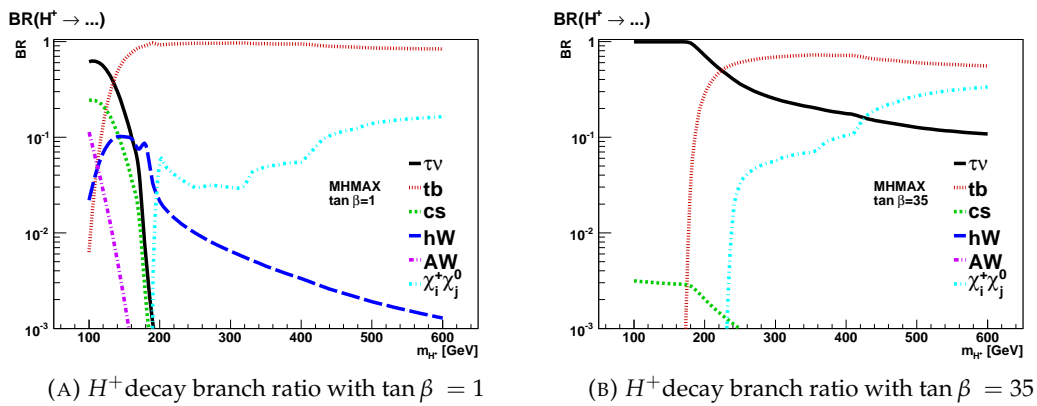 BR(H⁺ → ...)
BR
1
10⁻¹
10⁻²
10⁻³
MHMAX
tan β=1
τν
tb
cs
hW
AW
χᵢ⁺χⱼ⁰
100 200 300 400 500 600
m_H⁺ [GeV]
(A) H⁺ decay branch ratio with tan β = 1
BR(H⁺ → ...)
BR
1
10⁻¹
10⁻²
10⁻³
MHMAX
tan β=35
τν
tb
cs
hW
AW
χᵢ⁺χⱼ⁰
100 200 300 400 500 600
m_H⁺ [GeV]
(B) H⁺ decay branch ratio with tan β = 35